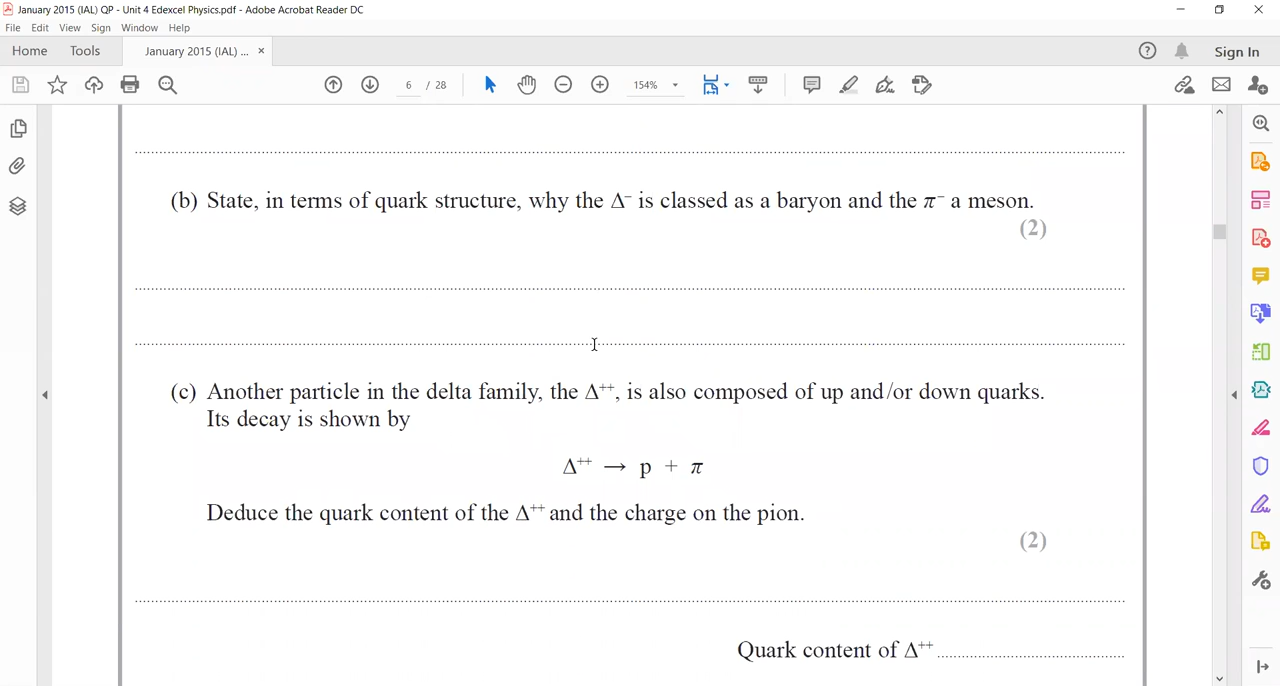 January 2015 (IAL) QP - Unit 4 Edexcel Physics.pdf - Adobe Acrobat Reader DC
File Edit View Sign Window Help
Home Tools January 2015 (IAL) ... × Sign In
6 / 28 154%
(b) State, in terms of quark structure, why the Δ⁻ is classed as a baryon and the π⁻ a meson.
(2)
(c) Another particle in the delta family, the Δ⁺⁺, is also composed of up and/or down quarks.
Its decay is shown by
Δ⁺⁺ → p + π
Deduce the quark content of the Δ⁺⁺ and the charge on the pion.
(2)
Quark content of Δ⁺⁺